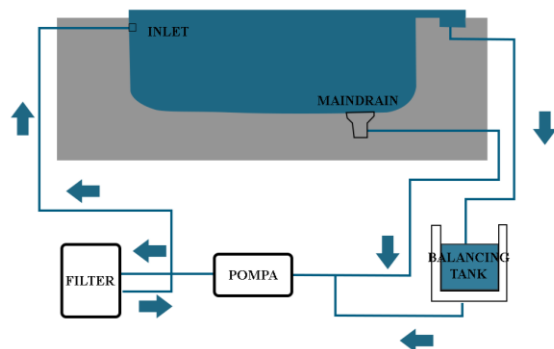 INLET
MAINDRAIN
BALANCING
TANK
FILTER
POMPA